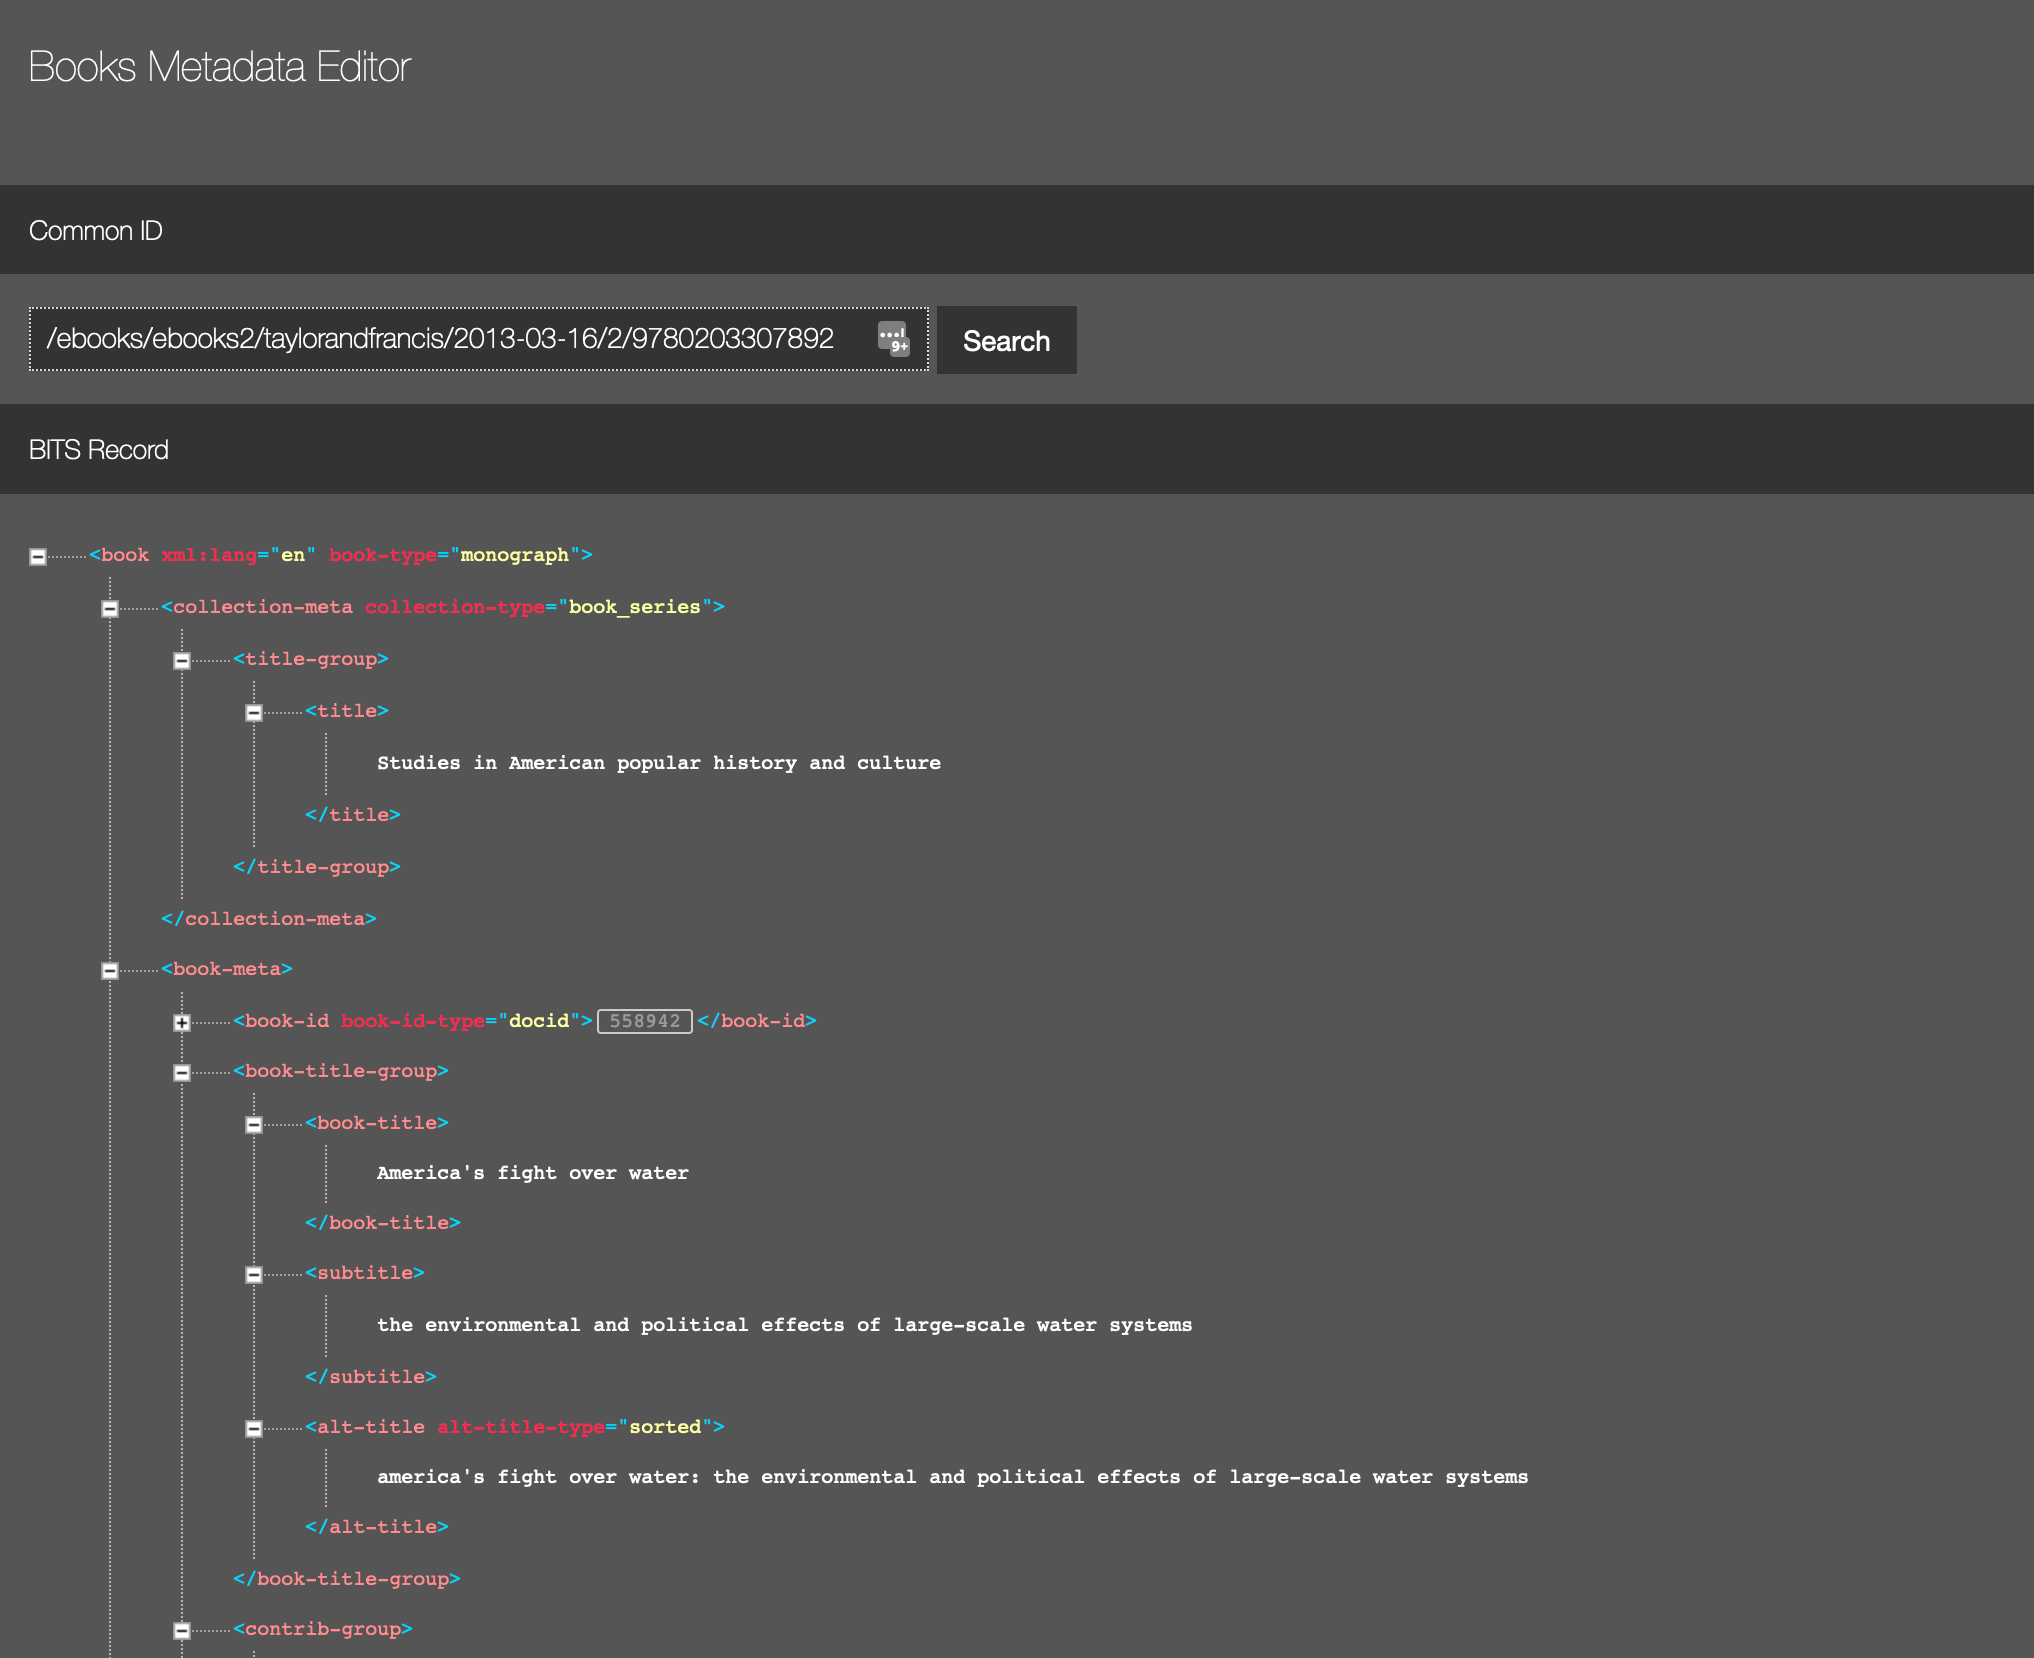 Books Metadata Editor
Common ID
/ebooks/ebooks2/taylorandfrancis/2013-03-16/2/9780203307892
9+
Search
BITS Record
<book xml:lang="en" book-type="monograph">
<collection-meta collection-type="book_series">
<title-group>
<title>
Studies in American popular history and culture
</title>
</title-group>
</collection-meta>
<book-meta>
<book-id book-id-type="docid"> 558942 </book-id>
<book-title-group>
<book-title>
America's fight over water
</book-title>
<subtitle>
the environmental and political effects of large-scale water systems
</subtitle>
<alt-title alt-title-type="sorted">
america's fight over water: the environmental and political effects of large-scale water systems
</alt-title>
</book-title-group>
<contrib-group>